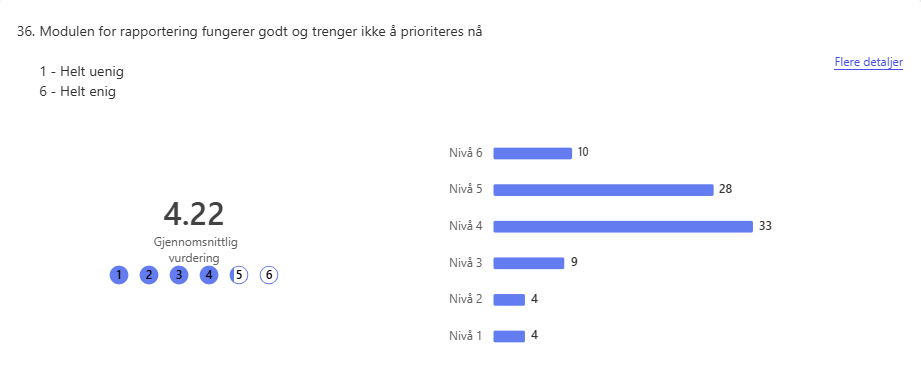 36. Modulen for rapportering fungerer godt og trenger ikke å prioriteres nå
1 - Helt uenig
6 - Helt enig
Flere detaljer
4.22
Gjennomsnittlig
vurdering
1 2 3 4 5 6
Nivå 6 10
Nivå 5 28
Nivå 4 33
Nivå 3 9
Nivå 2 4
Nivå 1 4